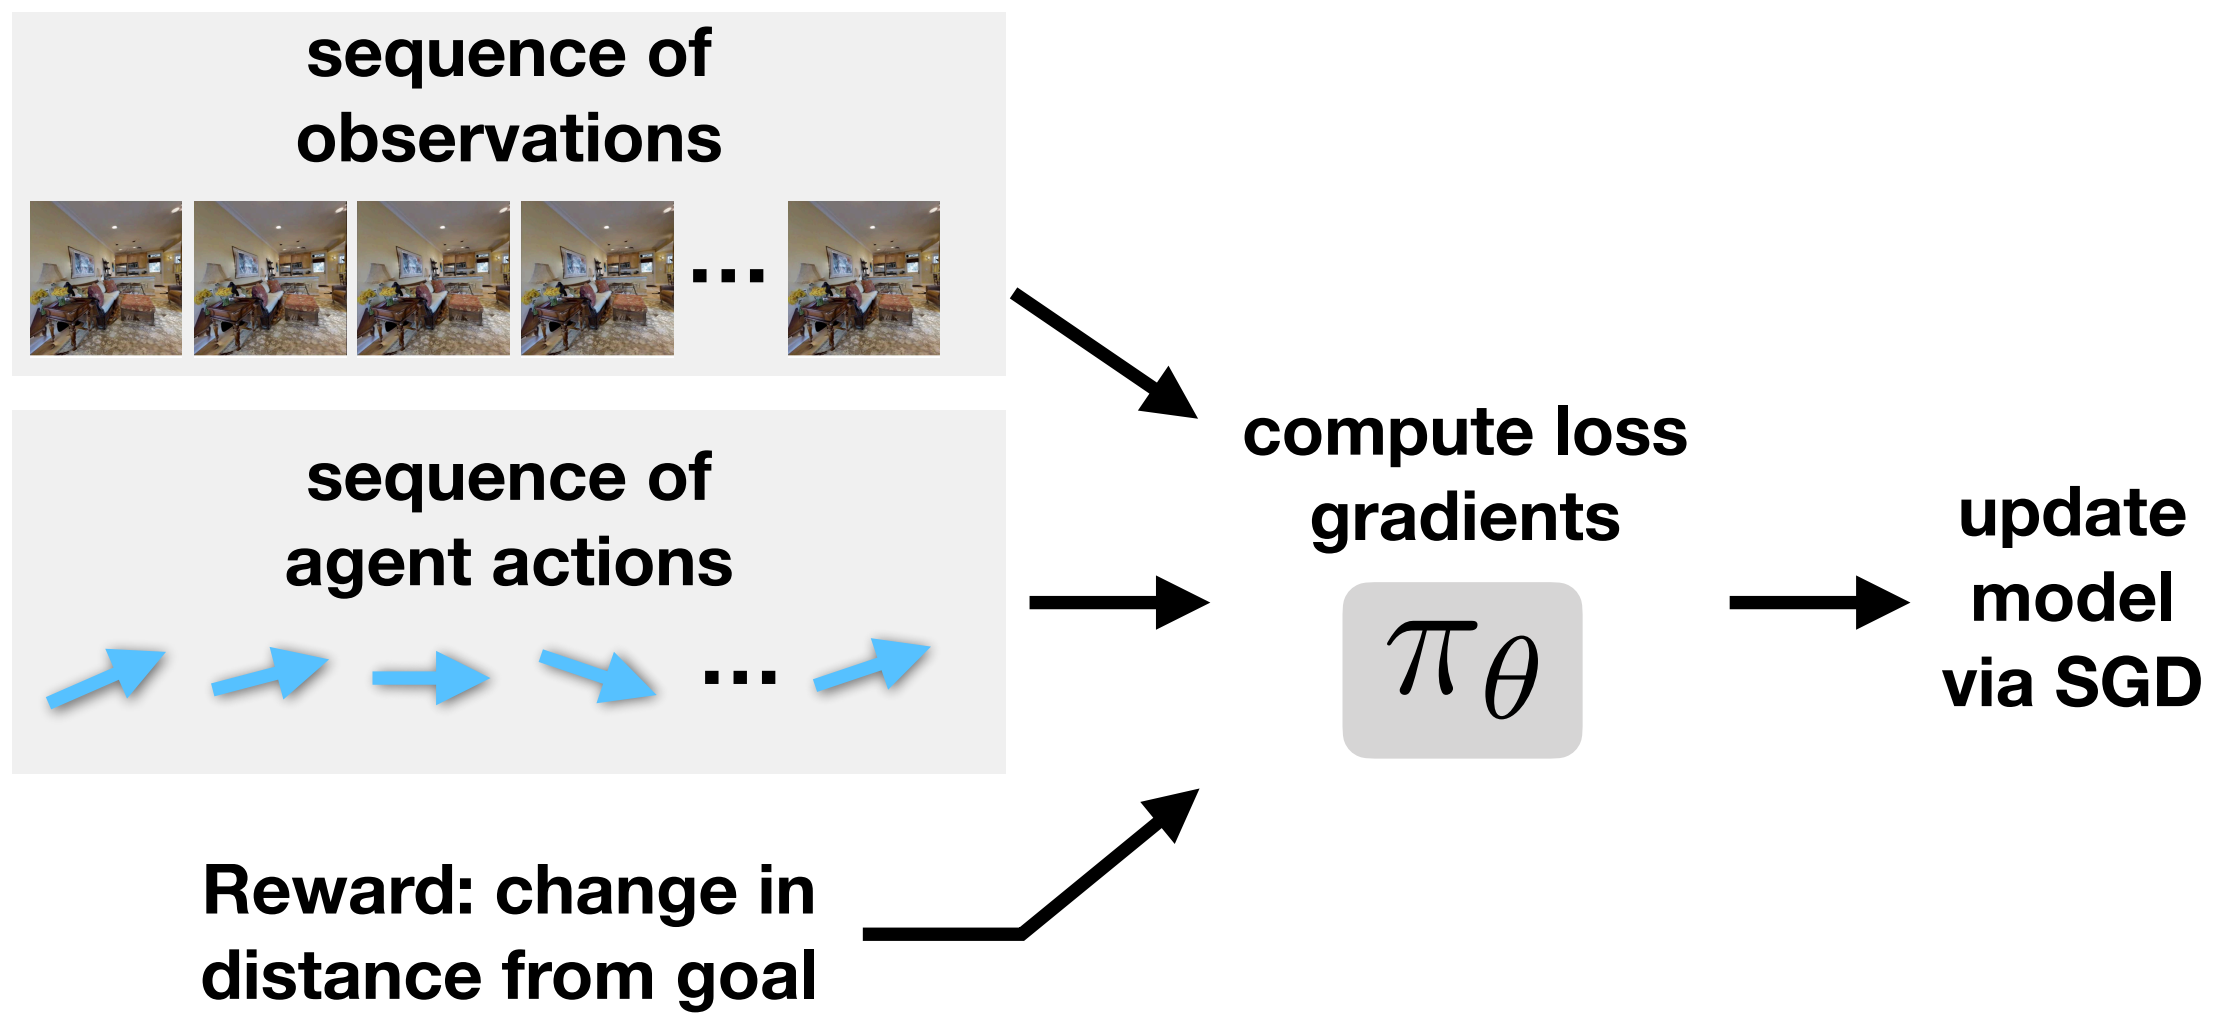 sequence of
observations
...
sequence of
agent actions
...
Reward: change in
distance from goal
compute loss
gradients
πθ
update
model
via SGD